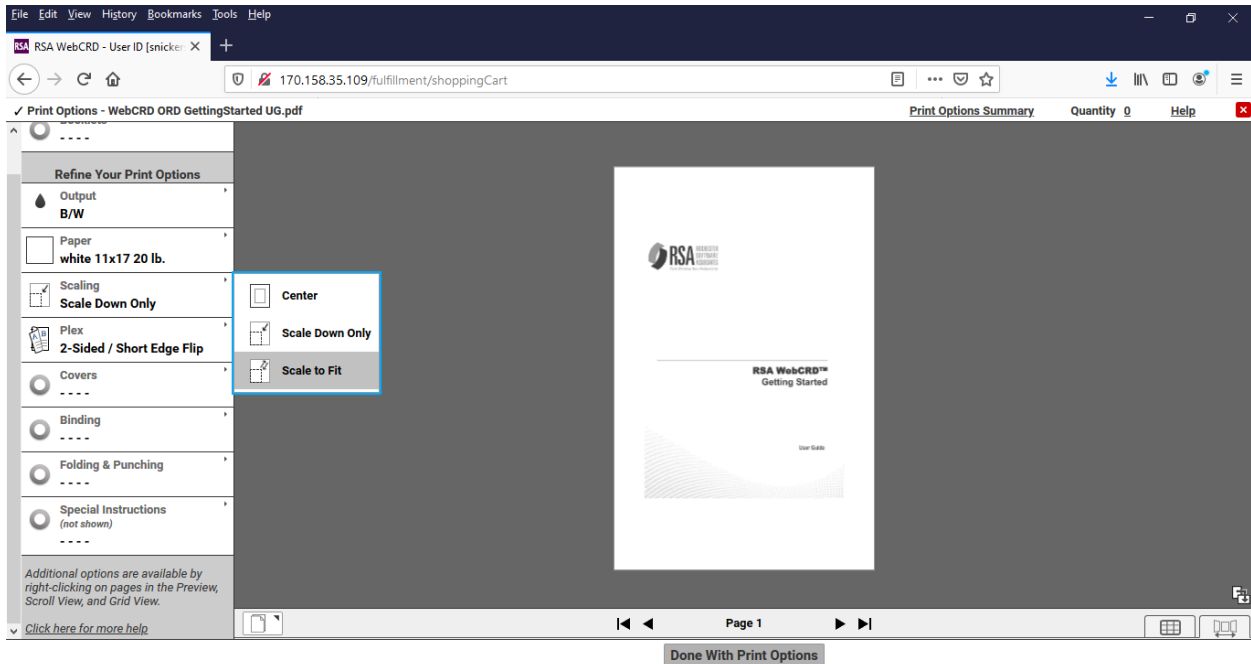 File Edit View History Bookmarks Tools Help
RSA RSA WebCRD - User ID [snicker
170.158.35.109/fulfillment/shoppingCart
✓ Print Options - WebCRD ORD GettingStarted UG.pdf Print Options Summary Quantity 0 Help
Booklets
- - - -
Refine Your Print Options
Output
B/W
Paper
white 11x17 20 lb.
Scaling
Scale Down Only
Plex
2-Sided / Short Edge Flip
Covers
- - - -
Binding
- - - -
Folding & Punching
- - - -
Special Instructions
(not shown)
- - - -
Additional options are available by
right-clicking on pages in the Preview,
Scroll View, and Grid View.
Click here for more help
Center
Scale Down Only
Scale to Fit
RSA
ROCHESTER
SOFTWARE
ASSOCIATES
RSA WebCRD™
Getting Started
User Guide
Page 1
Done With Print Options